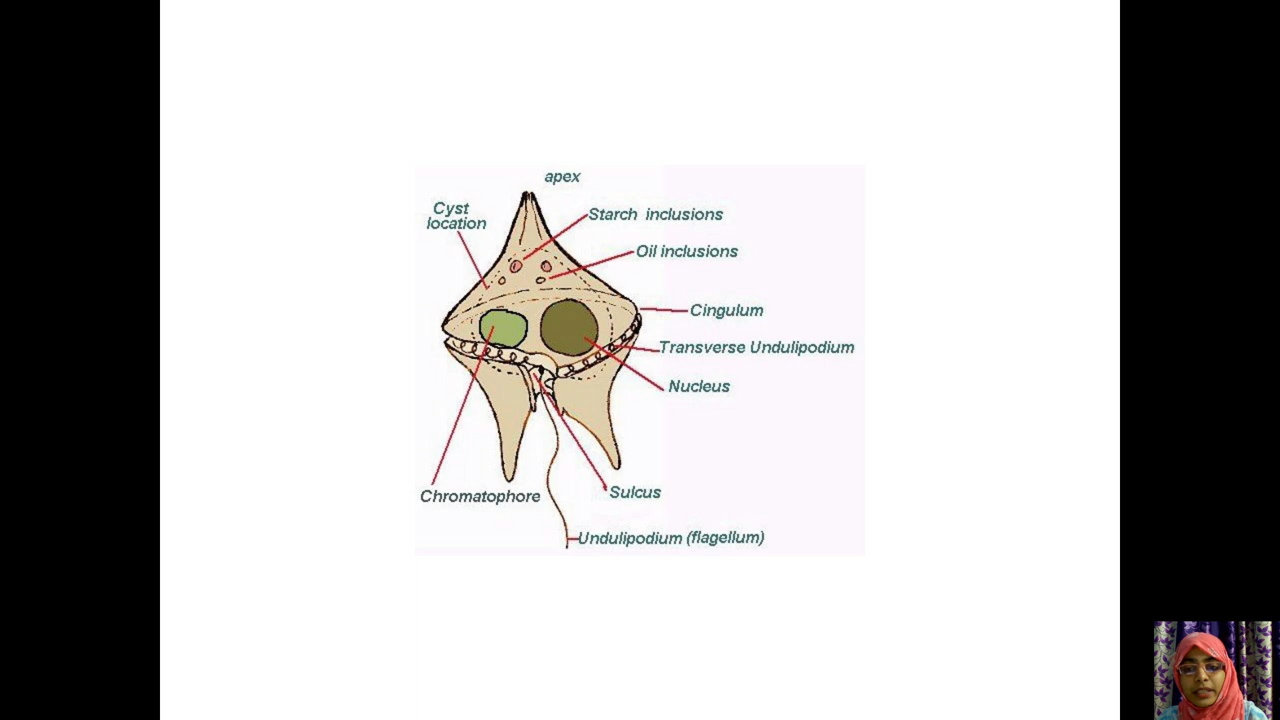 apex
Cyst
location
Starch inclusions
Oil inclusions
Cingulum
Transverse Undulipodium
Nucleus
Chromatophore
Sulcus
Undulipodium (flagellum)